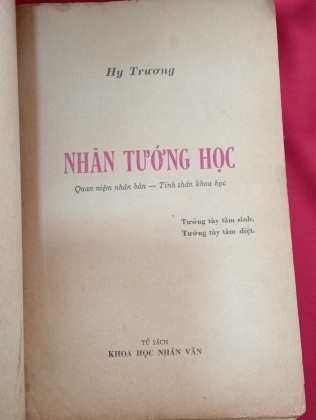 Hy Trương
NHÂN TƯỚNG HỌC
Quan niệm nhân bản — Tinh thần khoa học
Tướng tùy tâm sinh,
Tướng tùy tâm diệt.
TỦ SÁCH
KHOA HỌC NHÂN VĂN